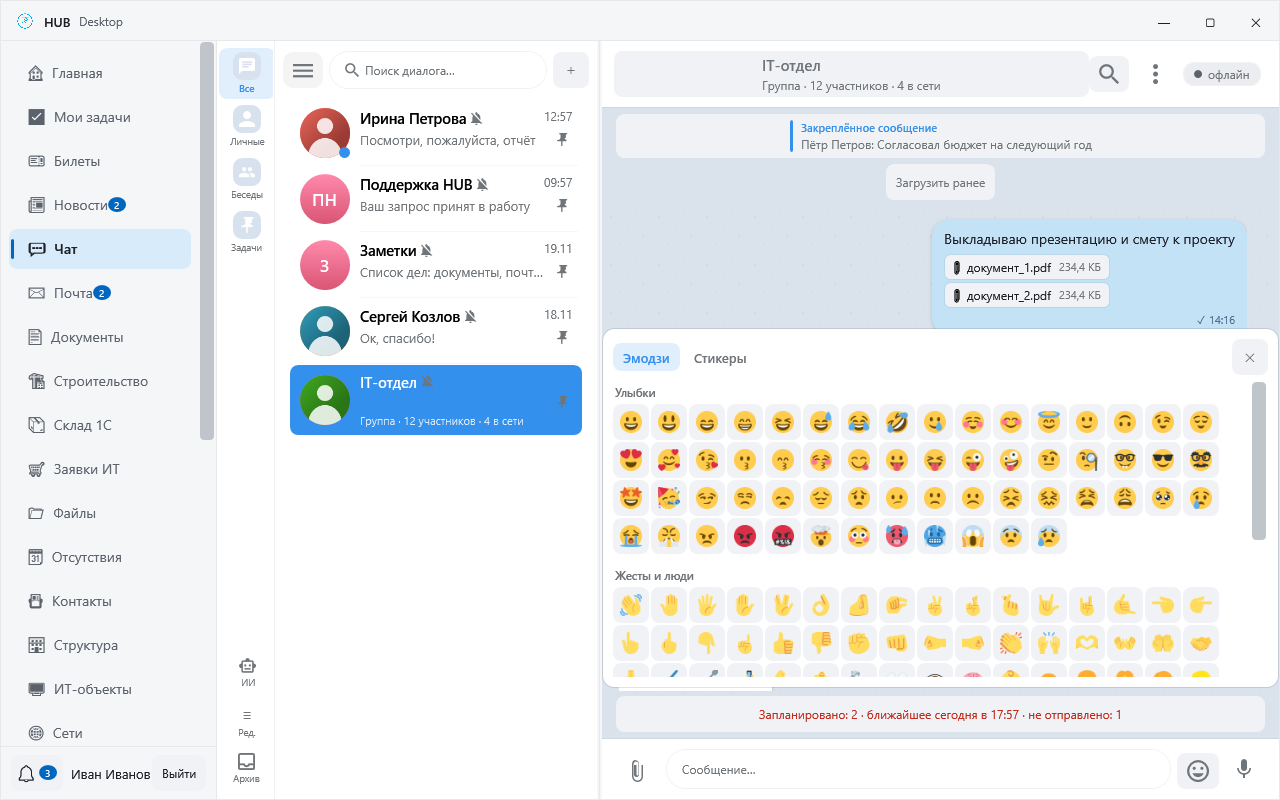 HUB Desktop
Главная
Мои задачи
Билеты
Новости 2
Чат
Почта 2
Документы
Строительство
Склад 1С
Заявки ИТ
Файлы
Отсутствия
Контакты
Структура
ИТ-объекты
Сети
3 Иван Иванов Выйти
Все
Личные
Беседы
Задачи
ИИ
Ред.
Архив
Поиск диалога... +
Ирина Петрова 12:57
Посмотри, пожалуйста, отчёт
ПН
Поддержка HUB 09:57
Ваш запрос принят в работу
З
Заметки 19.11
Список дел: документы, почт...
Сергей Козлов 18.11
Ок, спасибо!
IT-отдел
Группа · 12 участников · 4 в сети
IT-отдел
Группа · 12 участников · 4 в сети
офлайн
Закреплённое сообщение
Пётр Петров: Согласовал бюджет на следующий год
Загрузить ранее
Выкладываю презентацию и смету к проекту
документ_1.pdf 234,4 КБ
документ_2.pdf 234,4 КБ
✓ 14:16
Эмодзи Стикеры
Улыбки
Жесты и люди
Запланировано: 2 · ближайшее сегодня в 17:57 · не отправлено: 1
Сообщение...